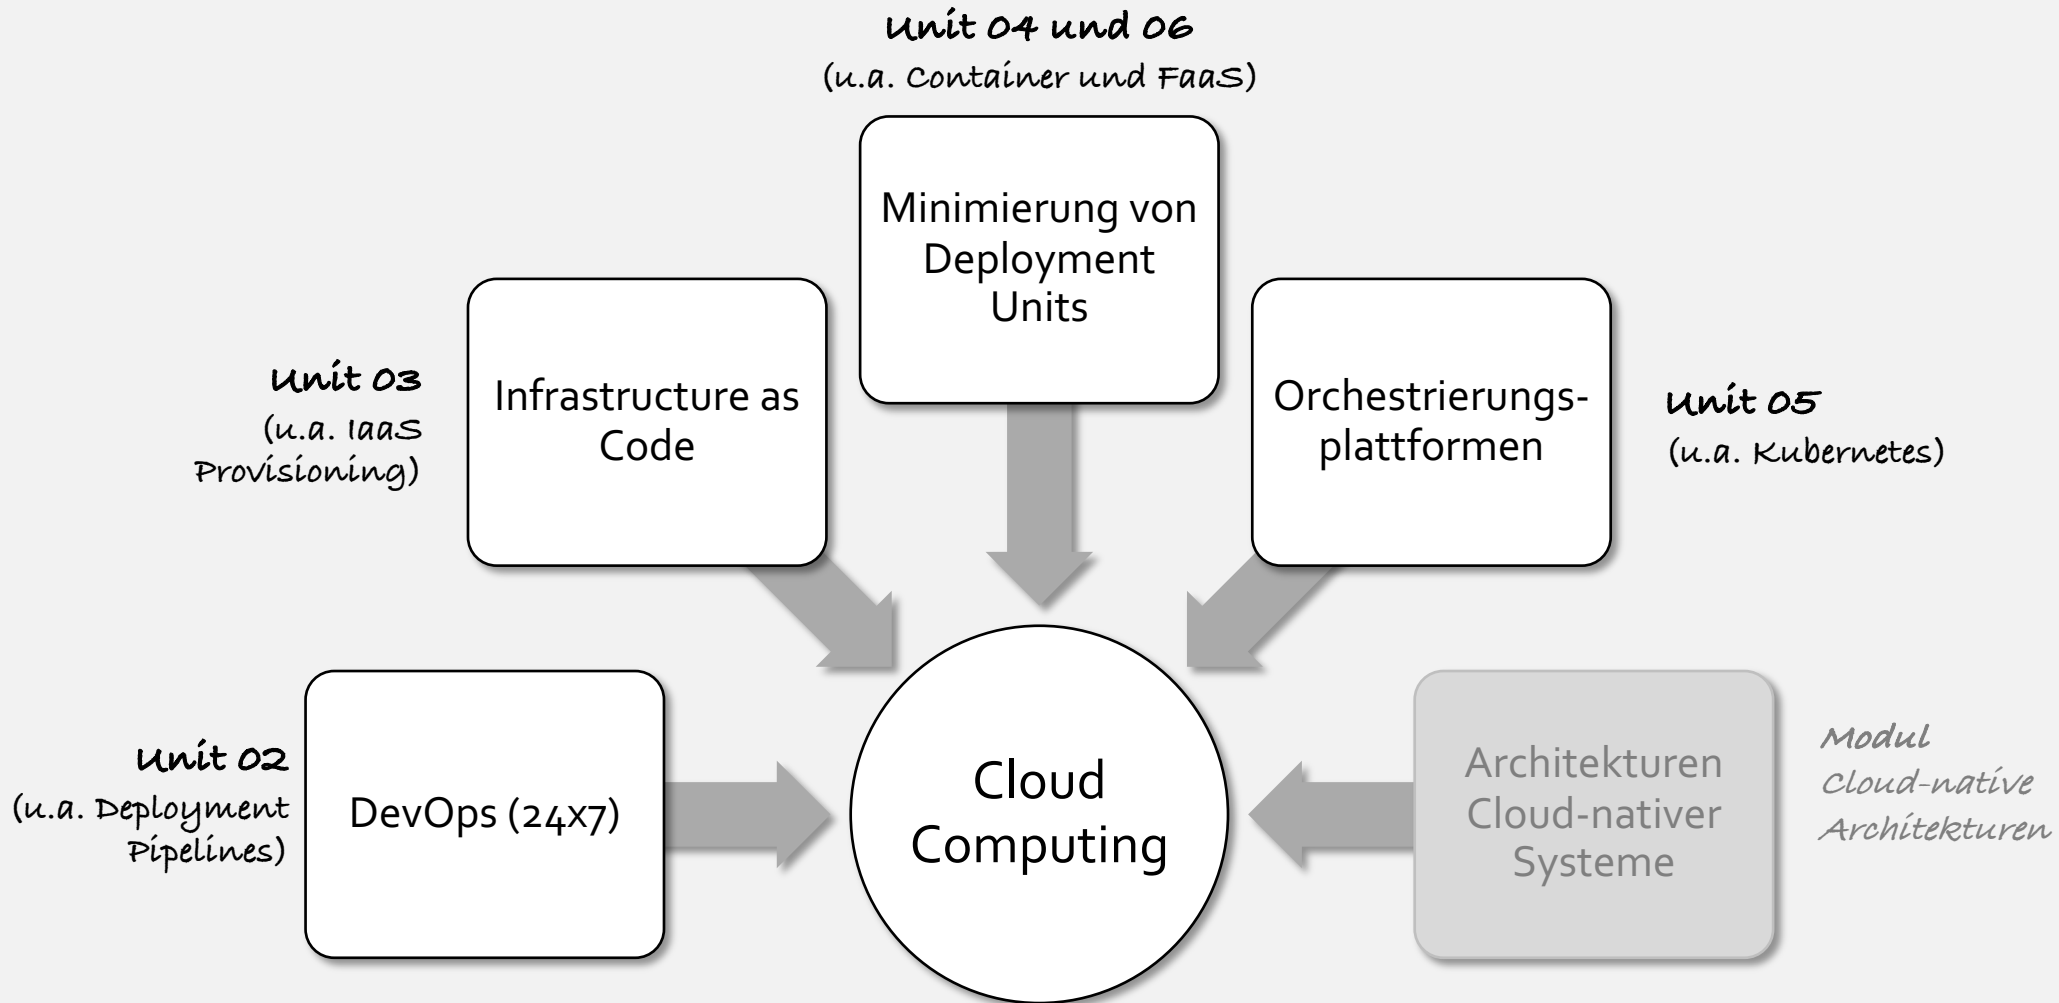 Unit 04 und 06
(u.a. Container und FaaS)
Minimierung von
Deployment
Units
Unit 03
(u.a. IaaS
Provisioning)
Infrastructure as
Code
Orchestrierungs-
plattformen
Unit 05
(u.a. Kubernetes)
Unit 02
(u.a. Deployment
Pipelines)
DevOps (24x7)
Cloud
Computing
Architekturen
Cloud-nativer
Systeme
Modul
Cloud-native
Architekturen